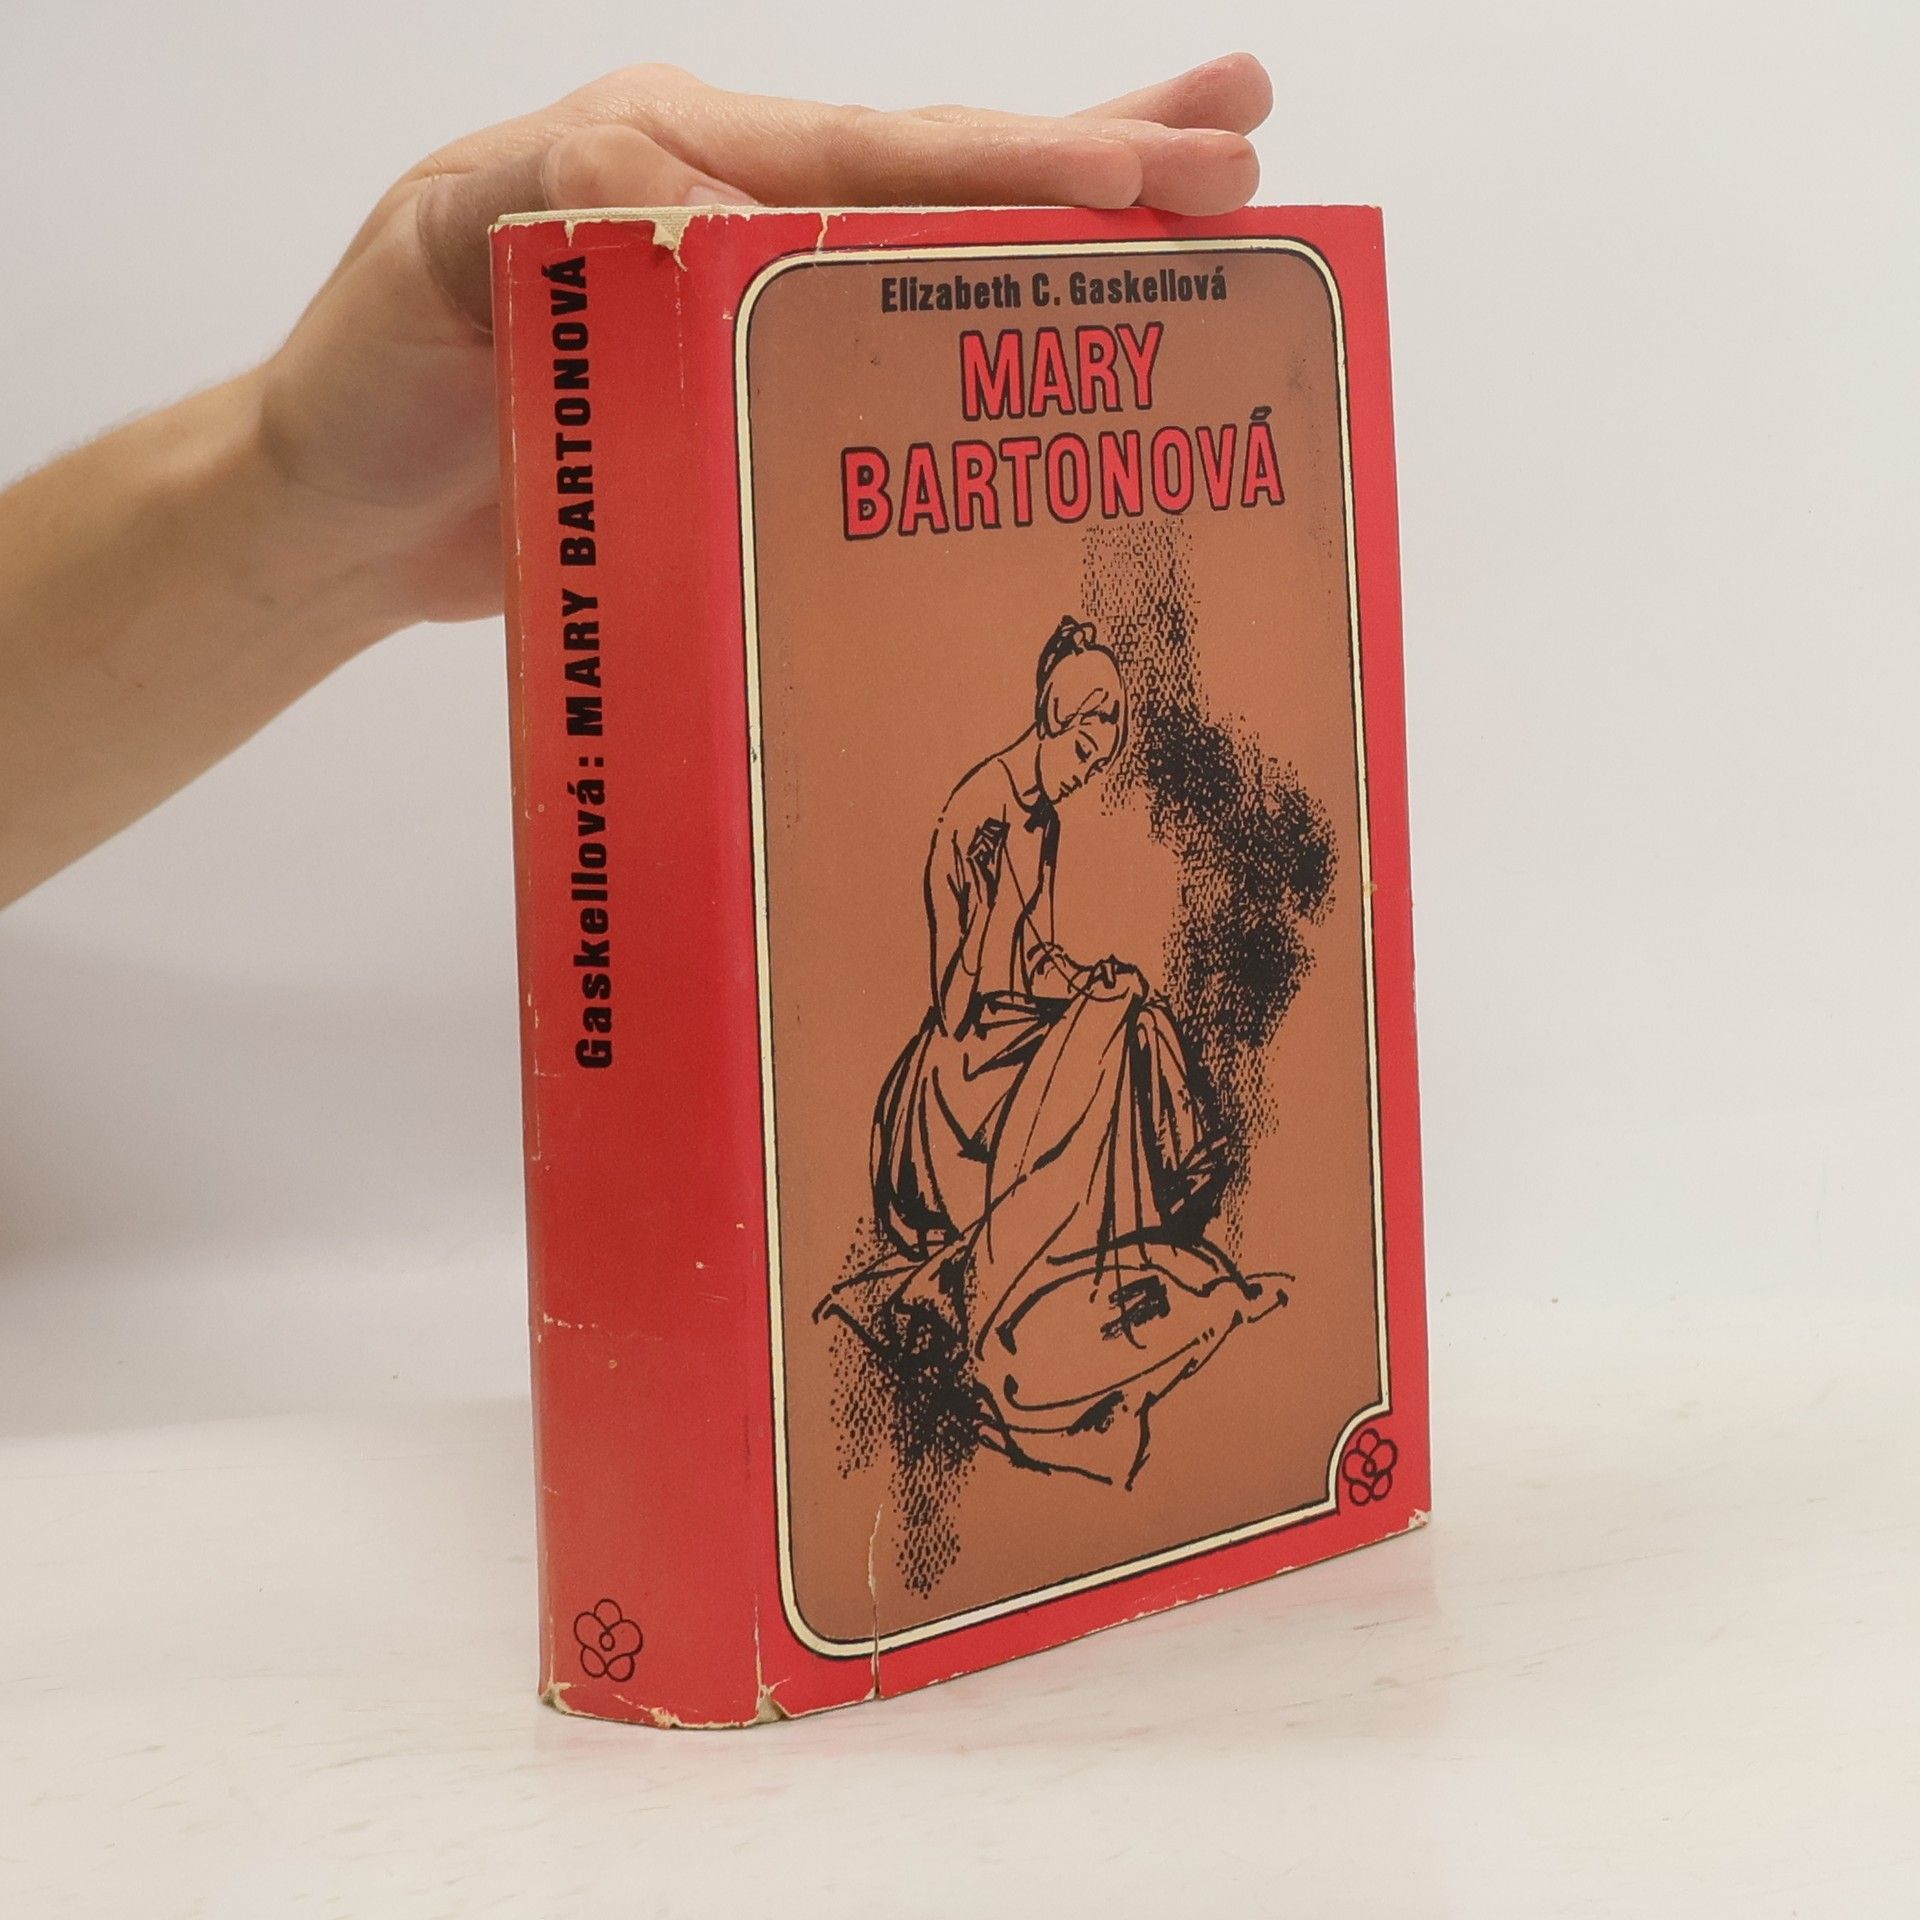 Gaskellová: MARY BARTONOVÁ
Elizabeth C. Gaskellová
MARY
BARTONOVÁ